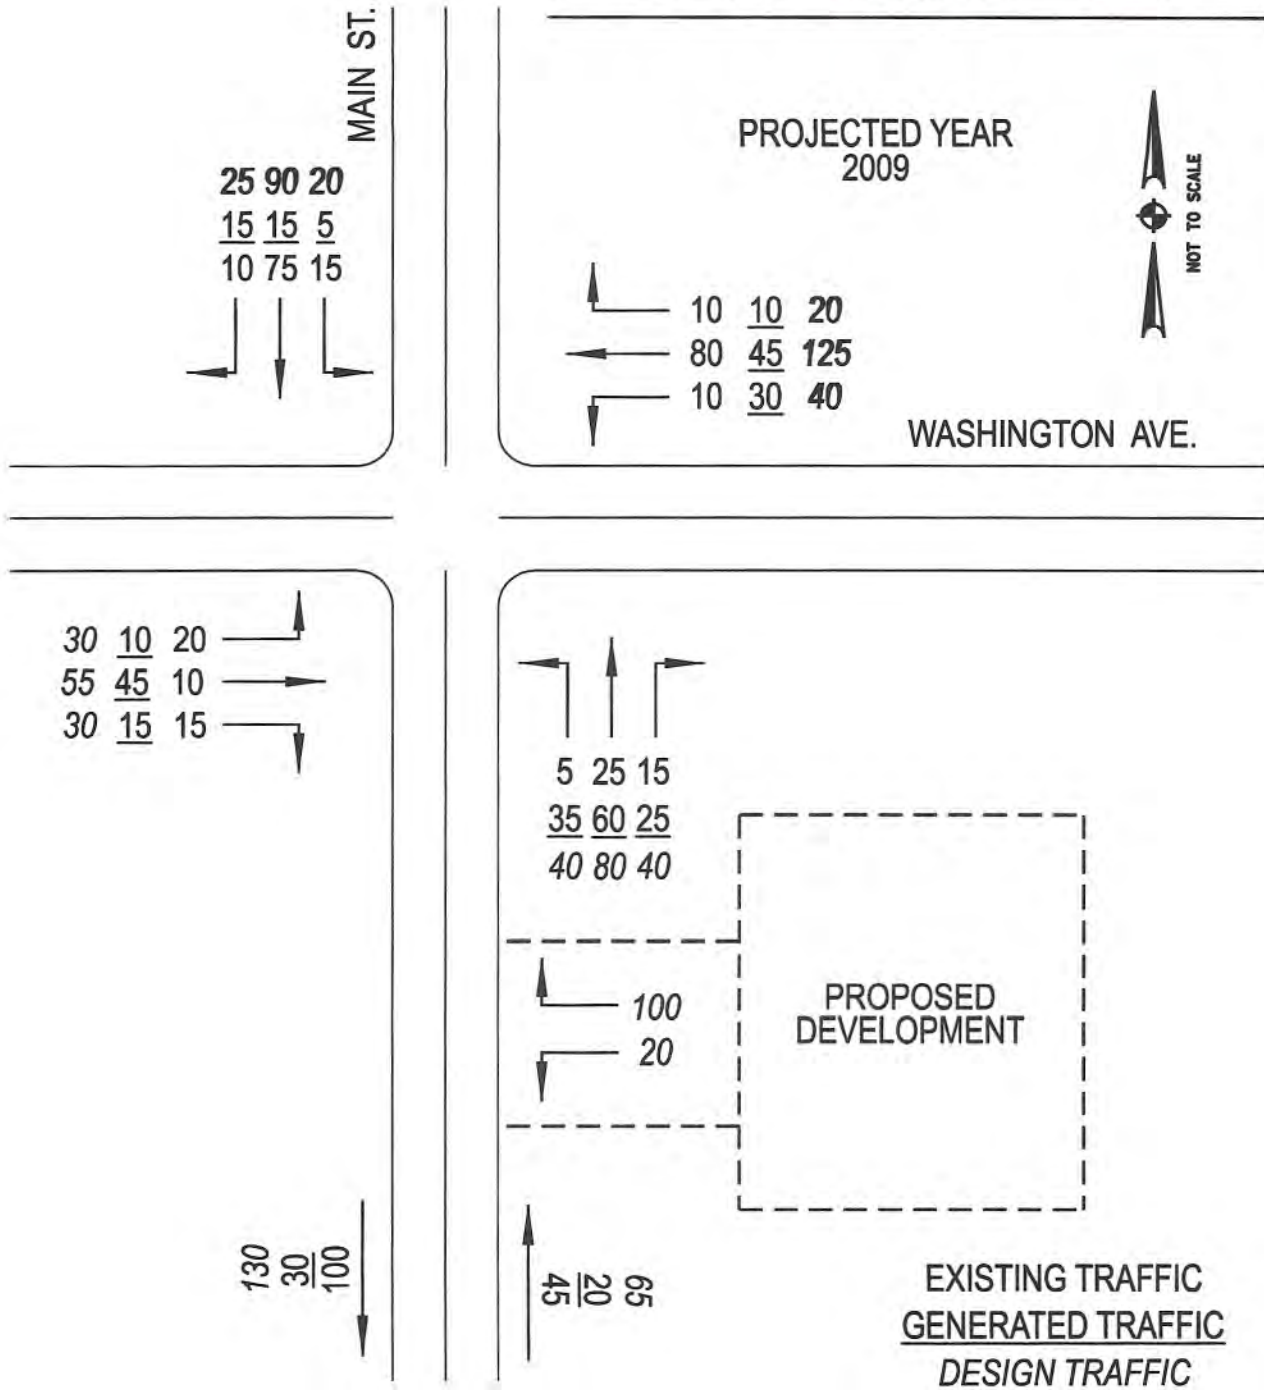 MAIN ST.
PROJECTED YEAR
2009
NOT TO SCALE
25 90 20
15 15 5
10 75 15
10 10 20
80 45 125
10 30 40
WASHINGTON AVE.
30 10 20
55 45 10
30 15 15
5 25 15
35 60 25
40 80 40
100
20
PROPOSED
DEVELOPMENT
130
30
100
65
20
45
EXISTING TRAFFIC
GENERATED TRAFFIC
DESIGN TRAFFIC